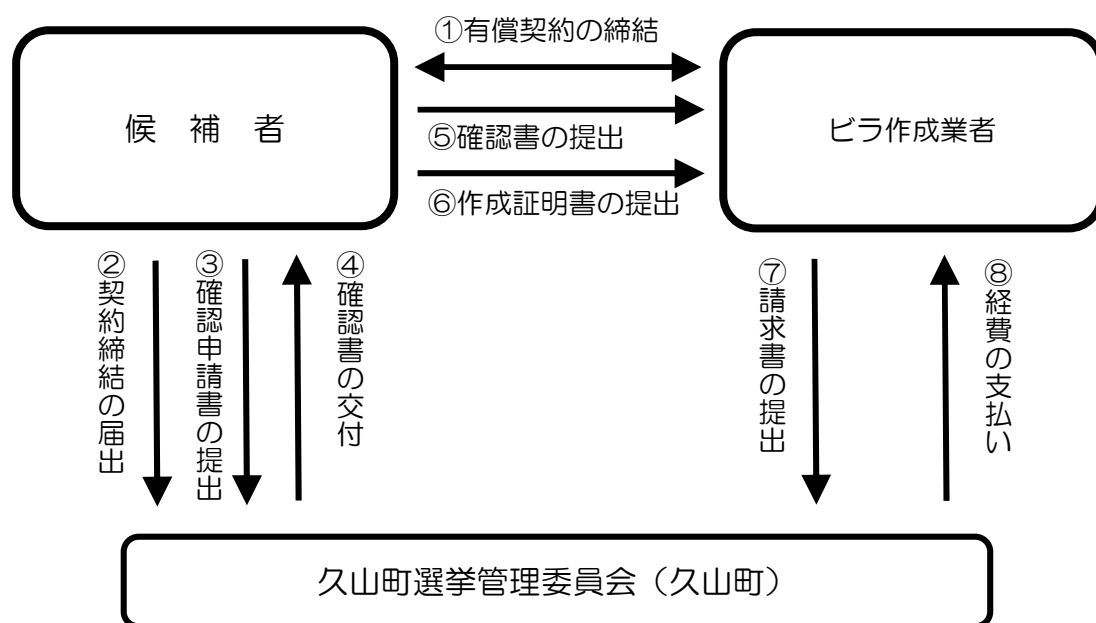 ①有償契約の締結
候　補　者
ビラ作成業者
⑤確認書の提出
⑥作成証明書の提出
②契約締結の届出
③確認申請書の提出
④確認書の交付
⑦請求書の提出
⑧経費の支払い
久山町選挙管理委員会（久山町）